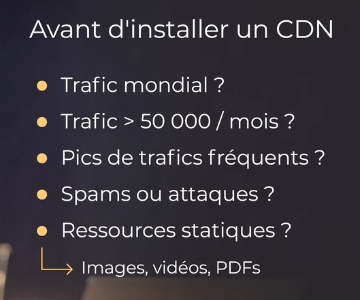 Avant d'installer un CDN
Trafic mondial ?
Trafic > 50 000 / mois ?
Pics de trafics fréquents ?
Spams ou attaques ?
Ressources statiques ?
Images, vidéos, PDFs